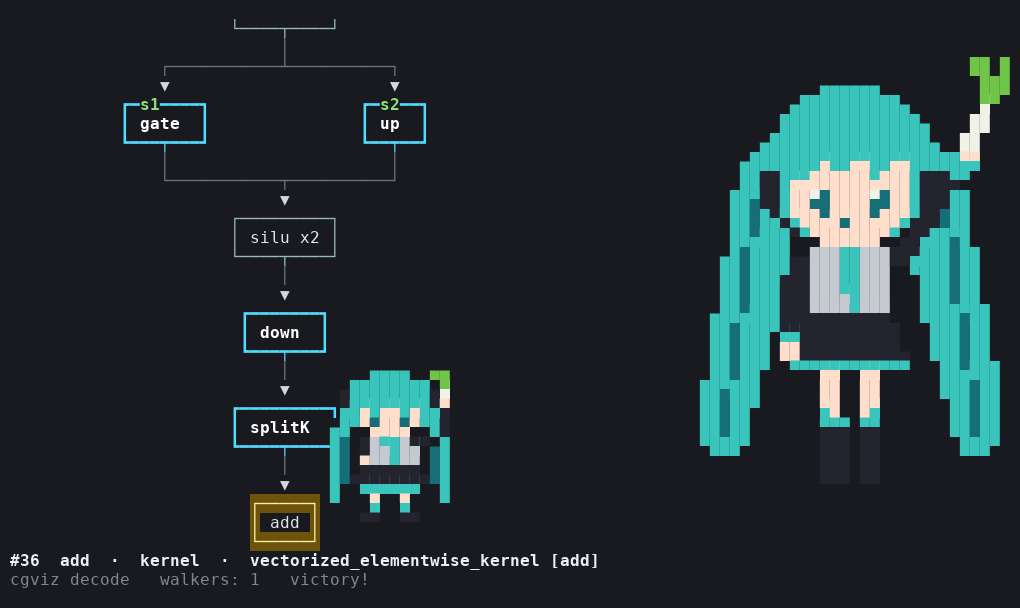 s1
s2
gate
up
silu x2
down
splitK
add
#36  add  ·  kernel  ·  vectorized_elementwise_kernel [add]
cgviz decode   walkers: 1   victory!